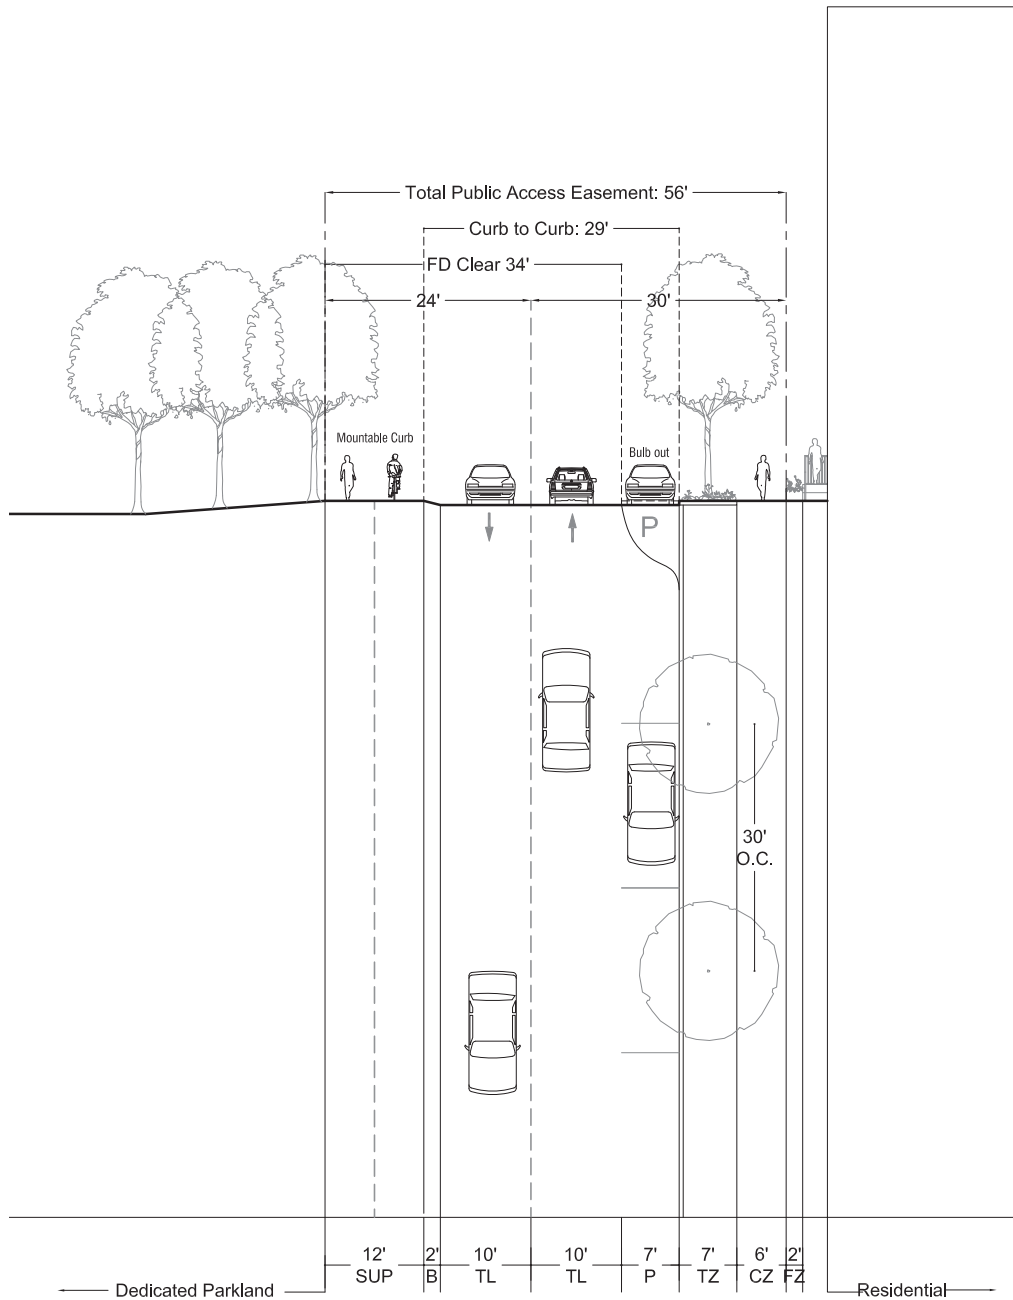 Total Public Access Easement: 56'
Curb to Curb: 29'
FD Clear 34'
24' 30'
Mountable Curb
Bulb out
P
30'
O.C.
12' 2' 10' 10' 7' 7' 6' 2'
SUP B TL TL P TZ CZ FZ
Dedicated Parkland Residential